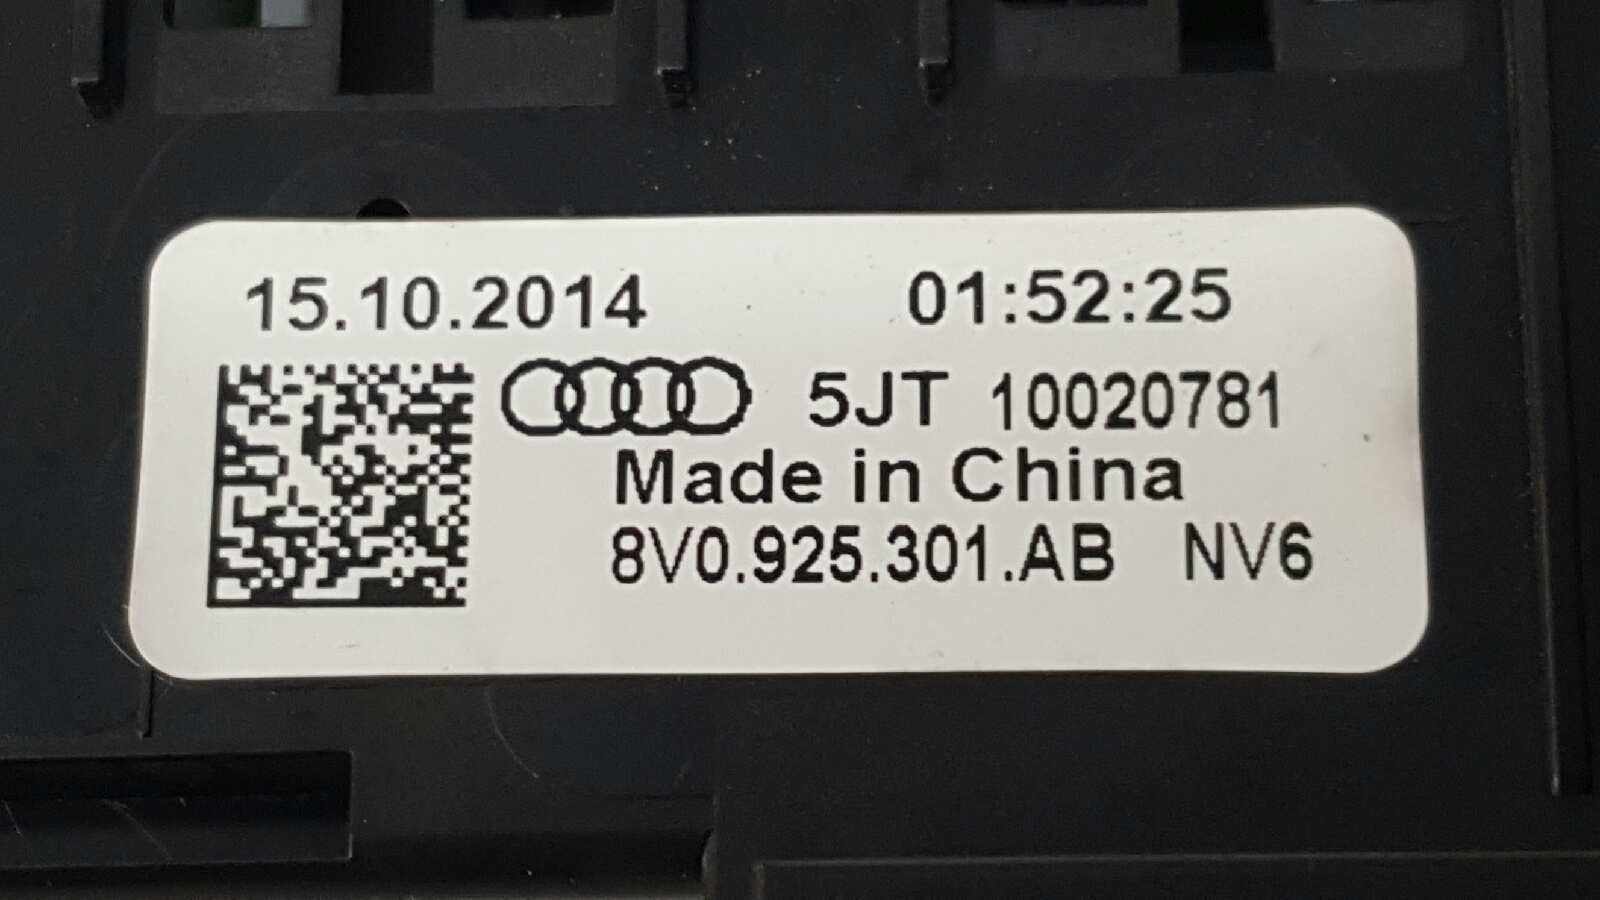 15.10.2014 01:52:25
5JT 10020781
Made in China
8V0.925.301.AB NV6